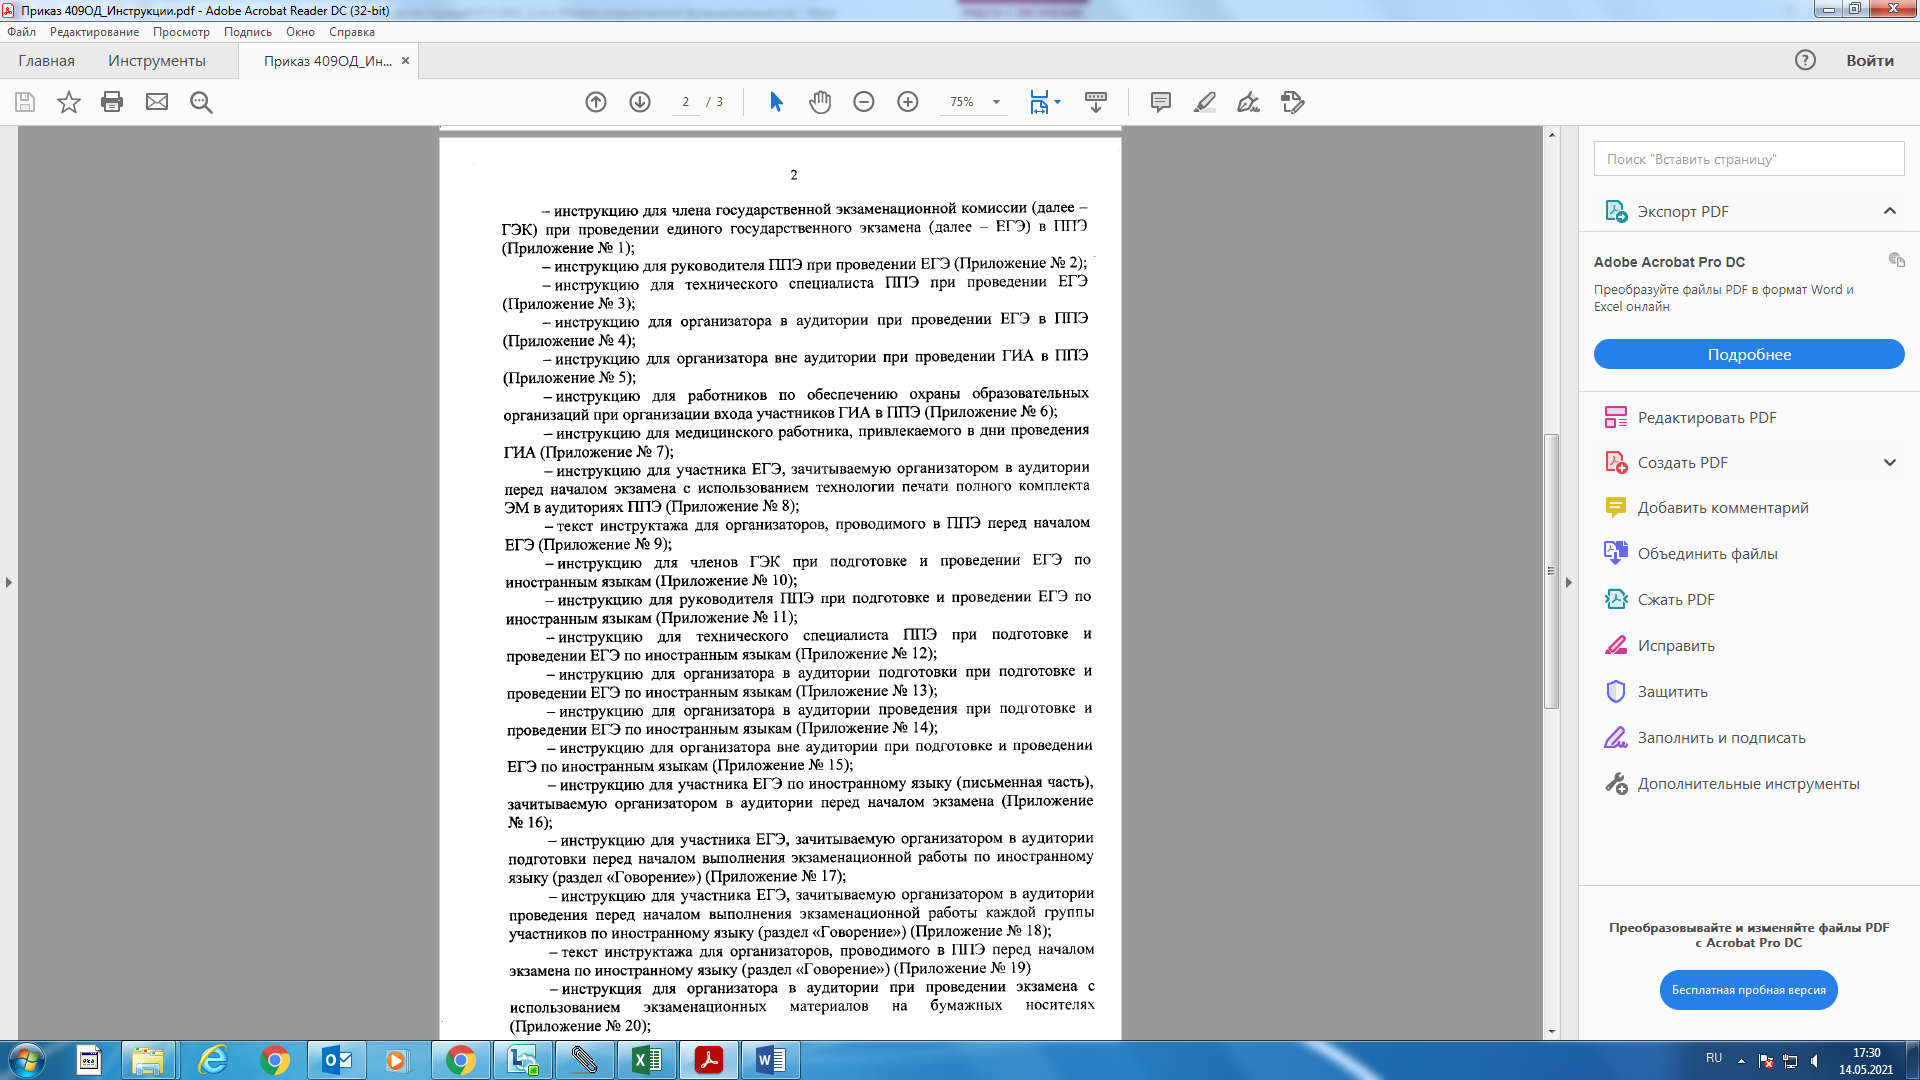 Приказ 409ОД_Инструкции.pdf - Adobe Acrobat Reader DC (32-bit)
Файл Редактирование Просмотр Подпись Окно Справка
Главная Инструменты Приказ 409ОД_Ин... ×
Войти
2 / 3 75%
2
– инструкцию для члена государственной экзаменационной комиссии (далее –
ГЭК) при проведении единого государственного экзамена (далее – ЕГЭ) в ППЭ
(Приложение № 1);
– инструкцию для руководителя ППЭ при проведении ЕГЭ (Приложение № 2);
– инструкцию для технического специалиста ППЭ при проведении ЕГЭ
(Приложение № 3);
– инструкцию для организатора в аудитории при проведении ЕГЭ в ППЭ
(Приложение № 4);
– инструкцию для организатора вне аудитории при проведении ГИА в ППЭ
(Приложение № 5);
– инструкцию для работников по обеспечению охраны образовательных
организаций при организации входа участников ГИА в ППЭ (Приложение № 6);
– инструкцию для медицинского работника, привлекаемого в дни проведения
ГИА (Приложение № 7);
– инструкцию для участника ЕГЭ, зачитываемую организатором в аудитории
перед началом экзамена с использованием технологии печати полного комплекта
ЭМ в аудиториях ППЭ (Приложение № 8);
– текст инструктажа для организаторов, проводимого в ППЭ перед началом
ЕГЭ (Приложение № 9);
– инструкцию для членов ГЭК при подготовке и проведении ЕГЭ по
иностранным языкам (Приложение № 10);
– инструкцию для руководителя ППЭ при подготовке и проведении ЕГЭ по
иностранным языкам (Приложение № 11);
– инструкцию для технического специалиста ППЭ при подготовке и
проведении ЕГЭ по иностранным языкам (Приложение № 12);
– инструкцию для организатора в аудитории подготовки при подготовке и
проведении ЕГЭ по иностранным языкам (Приложение № 13);
– инструкцию для организатора в аудитории проведения при подготовке и
проведении ЕГЭ по иностранным языкам (Приложение № 14);
– инструкцию для организатора вне аудитории при подготовке и проведении
ЕГЭ по иностранным языкам (Приложение № 15);
– инструкцию для участника ЕГЭ по иностранному языку (письменная часть),
зачитываемую организатором в аудитории перед началом экзамена (Приложение
№ 16);
– инструкцию для участника ЕГЭ, зачитываемую организатором в аудитории
подготовки перед началом выполнения экзаменационной работы по иностранному
языку (раздел «Говорение») (Приложение № 17);
– инструкцию для участника ЕГЭ, зачитываемую организатором в аудитории
проведения перед началом выполнения экзаменационной работы каждой группы
участников по иностранному языку (раздел «Говорение») (Приложение № 18);
– текст инструктажа для организаторов, проводимого в ППЭ перед началом
экзамена по иностранному языку (раздел «Говорение») (Приложение № 19)
– инструкция для организатора в аудитории при проведении экзамена с
использованием экзаменационных материалов на бумажных носителях
(Приложение № 20);
Поиск "Вставить страницу"
Экспорт PDF
Adobe Acrobat Pro DC
Преобразуйте файлы PDF в формат Word и
Excel онлайн
Подробнее
Редактировать PDF
Создать PDF
Добавить комментарий
Объединить файлы
Сжать PDF
Исправить
Защитить
Заполнить и подписать
Дополнительные инструменты
Преобразовывайте и изменяйте файлы PDF
с Acrobat Pro DC
Бесплатная пробная версия
RU
17:30
14.05.2021